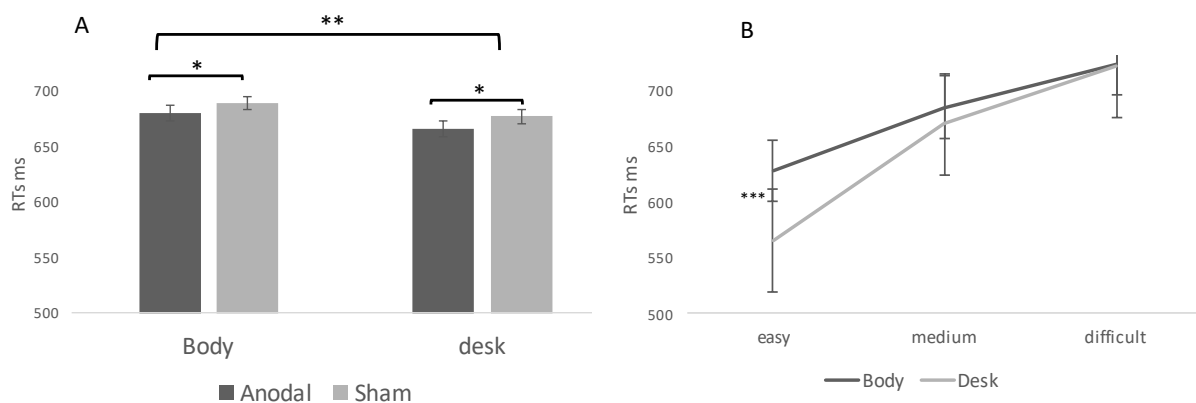 A
**
*
*
700
650
600
550
500
RTs ms
Body
desk
Anodal
Sham
B
700
650
600
550
500
RTs ms
***
easy
medium
difficult
Body
Desk